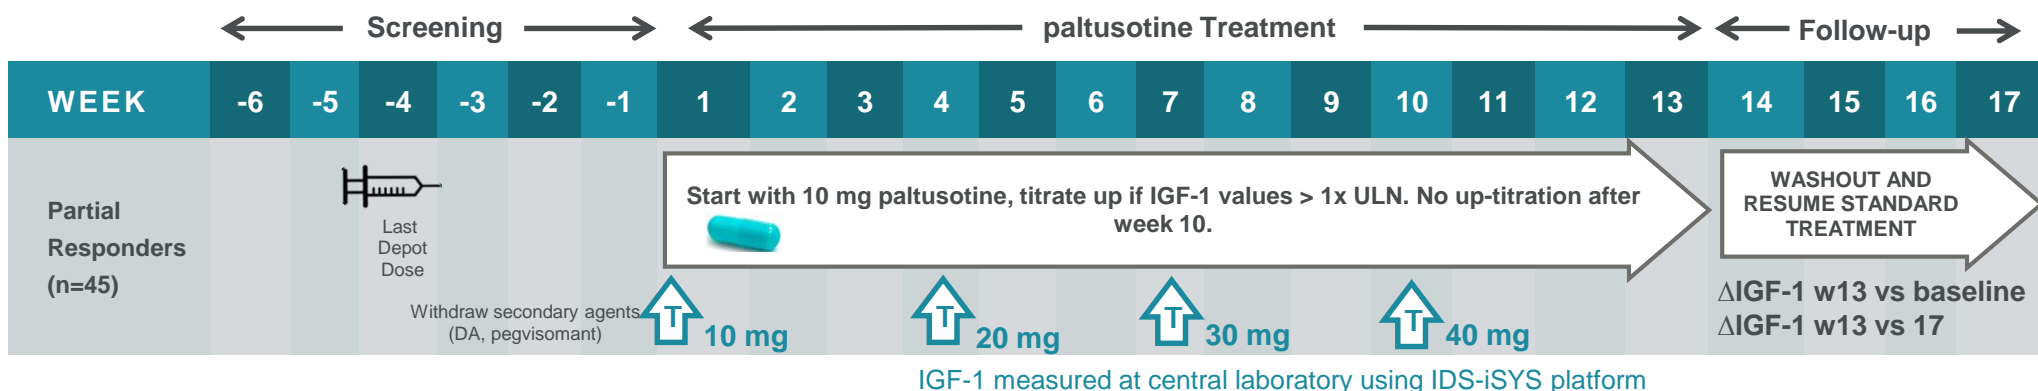 Screening
paltusotine Treatment
Follow-up
WEEK -6 -5 -4 -3 -2 -1 1 2 3 4 5 6 7 8 9 10 11 12 13 14 15 16 17
Partial
Responders
(n=45)
Last
Depot
Dose
Withdraw secondary agents
(DA, pegvisomant)
Start with 10 mg paltusotine, titrate up if IGF-1 values > 1x ULN. No up-titration after
week 10.
T 10 mg
T 20 mg
T 30 mg
T 40 mg
WASHOUT AND
RESUME STANDARD
TREATMENT
∆IGF-1 w13 vs baseline
∆IGF-1 w13 vs 17
IGF-1 measured at central laboratory using IDS-iSYS platform